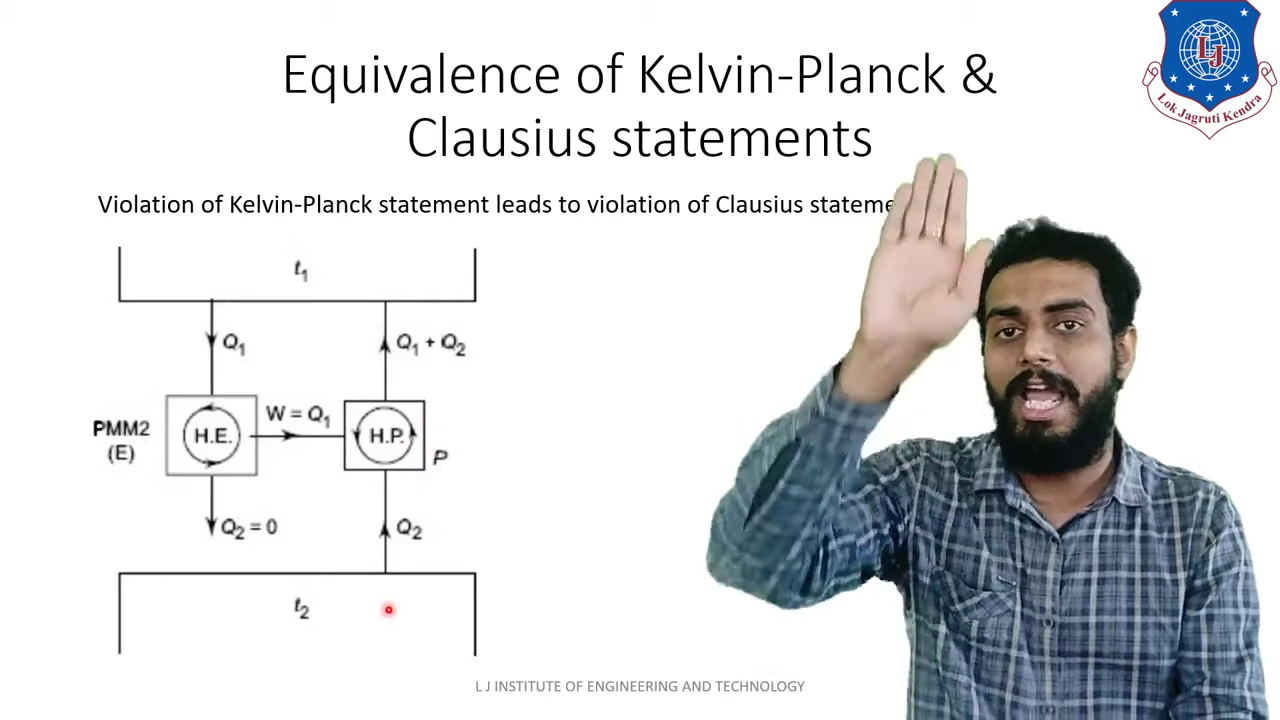 Equivalence of Kelvin-Planck &
Clausius statements
LJ
Lok Jagruti Kendra
Violation of Kelvin-Planck statement leads to violation of Clausius stateme
t₁
Q₁
Q₁ + Q₂
PMM2
(E)
H.E.
W = Q₁
H.P.
P
Q₂ = 0
Q₂
t₂
L J INSTITUTE OF ENGINEERING AND TECHNOLOGY